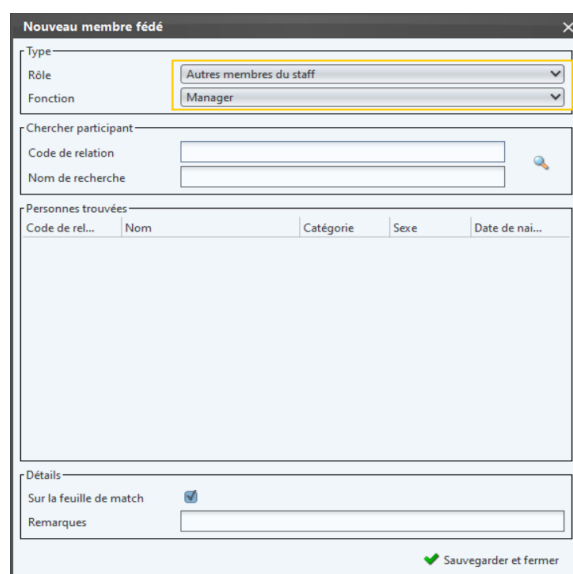 Nouveau membre fédé
Type
Rôle Autres membres du staff
Fonction Manager
Chercher participant
Code de relation
Nom de recherche
Personnes trouvées
Code de rel... Nom Catégorie Sexe Date de nai...
Détails
Sur la feuille de match
Remarques
Sauvegarder et fermer